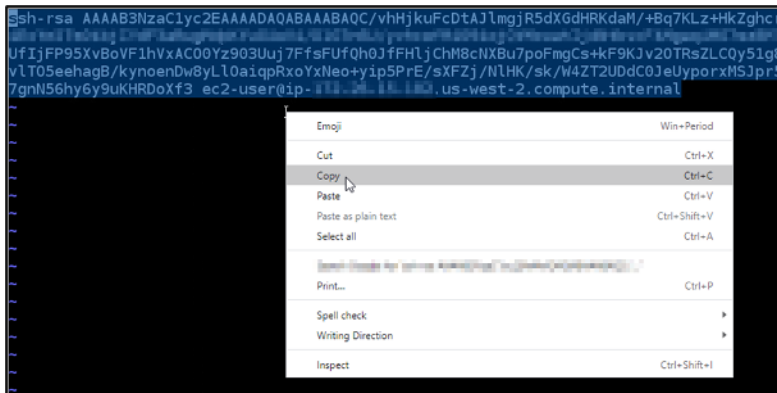 ssh-rsa AAAAB3NzaC1yc2EAAAADAQABAAABAQC/vhHjkuFcDtAJlmgjR5dXGdHRKdaM/+Bq7KLz+HkZghc
UfIjFP95XvBoVF1hVxACO0Yz903Uuj7FfsFUfQh0JfFHljChM8cNXBu7poFmgCs+kF9KJv2OTRsZLCQy51g
vlTO5eehagB/kynoenDw8yLl0aiqpRxoYxNeo+yip5PrE/sXFZj/NlHK/sk/W4ZT2UDdC0JeUyporxMSJpr
7gnN56hy6y9uKHRDoXf3 ec2-user@ip- .us-west-2.compute.internal
~
~ Emoji Win+Period
~
~ Cut Ctrl+X
~ Copy Ctrl+C
~ Paste Ctrl+V
~ Paste as plain text Ctrl+Shift+V
~ Select all Ctrl+A
~
~ Print... Ctrl+P
~
~ Spell check
~ Writing Direction
~
~ Inspect Ctrl+Shift+I
~